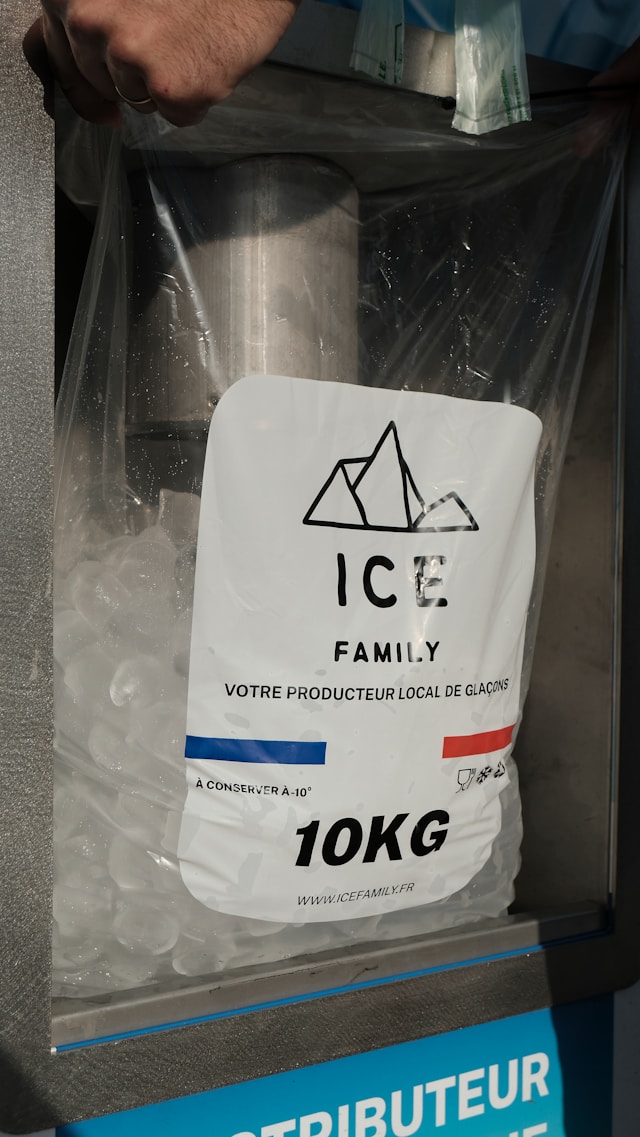 ICE
FAMILY
VOTRE PRODUCTEUR LOCAL DE GLAÇONS
À CONSERVER À -10°
10KG
WWW.ICEFAMILY.FR